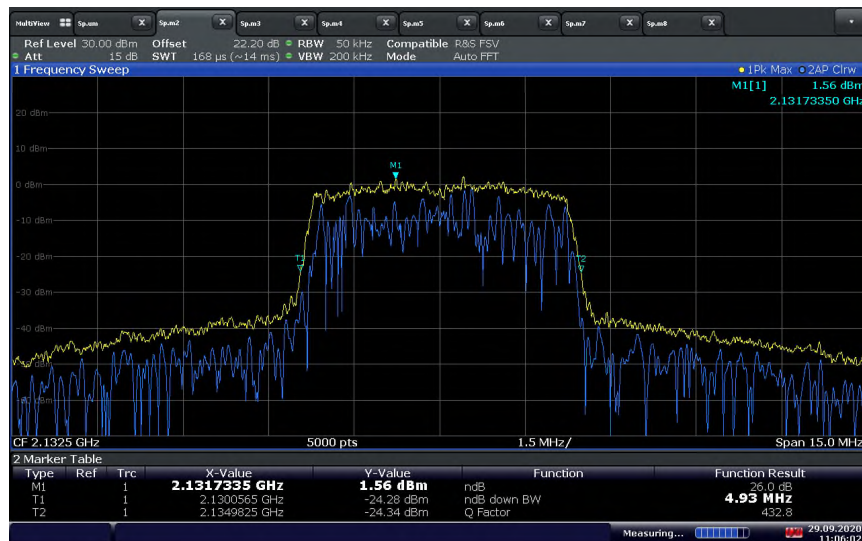 MultiView Sp.um X Sp.m2 X Sp.m3 X Sp.m4 X Sp.m5 X Sp.m6 X Sp.m7 X Sp.m8 X
Ref Level 30.00 dBm Offset 22.20 dB RBW 50 kHz Compatible R&S FSV
Att 15 dB SWT 168 µs (~14 ms) VBW 200 kHz Mode Auto FFT
1 Frequency Sweep 1Pk Max 2AP Clrw
M1[1] 1.56 dBm
2.13173350 GHz
20 dBm
10 dBm
M1
0 dBm
-10 dBm
-20 dBm
T1 T2
-30 dBm
-40 dBm
dBm
dBm
CF 2.1325 GHz 5000 pts 1.5 MHz/ Span 15.0 MHz
2 Marker Table
Type Ref Trc X-Value Y-Value Function Function Result
M1 1 2.1317335 GHz 1.56 dBm ndB 26.0 dB
T1 1 2.1300565 GHz -24.28 dBm ndB down BW 4.93 MHz
T2 1 2.1349825 GHz -24.34 dBm Q Factor 432.8
Measuring... 29.09.2020
11:06:02